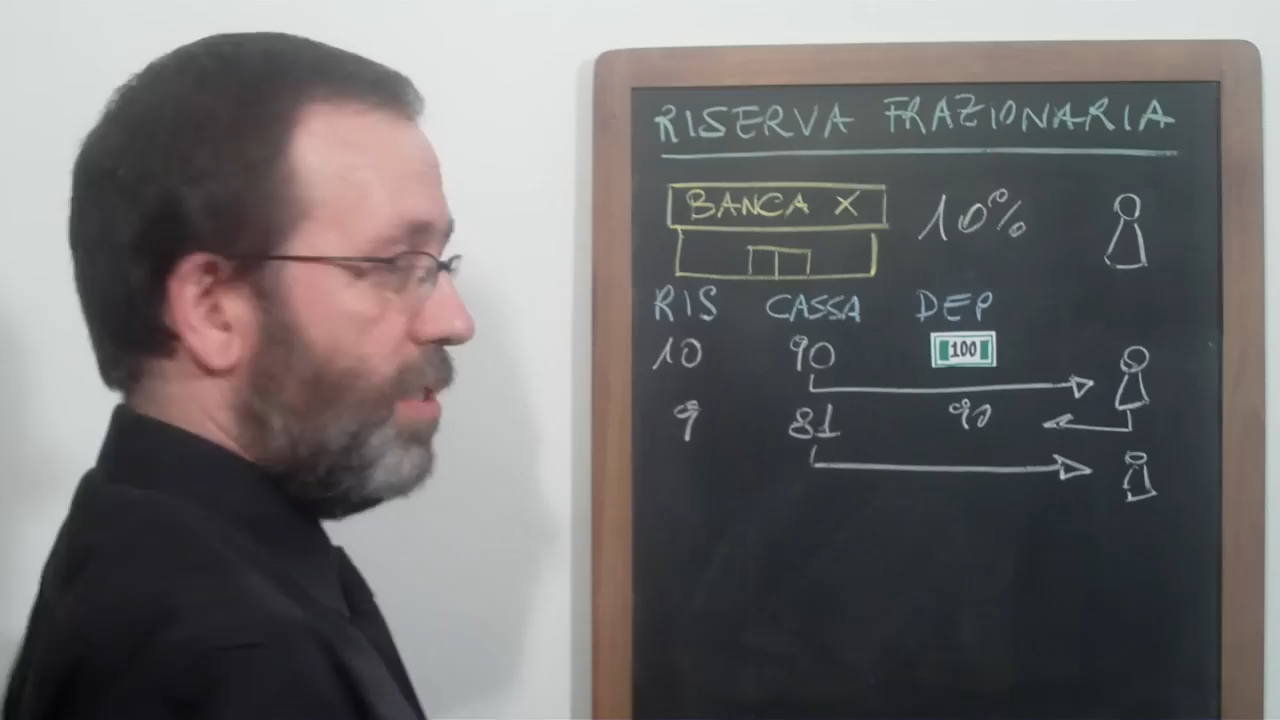 RISERVA FRAZIONARIA
BANCA X 10%
RIS CASSA DEP
10 90 100
9 81 90